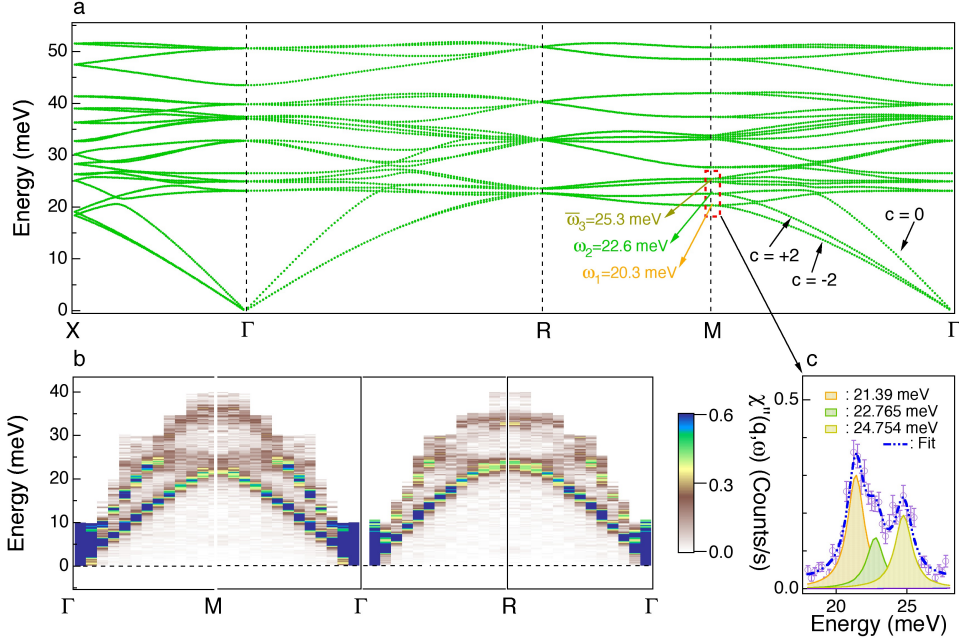 a
50
40
30
20
10
0
Energy (meV)
X Γ R M Γ
ω̅₃=25.3 meV
ω₂=22.6 meV
ω₁=20.3 meV
c = +2
c = -2
c = 0
b
40
30
20
10
0
Energy (meV)
Γ M Γ R Γ
0.6
0.3
0.0
c
χ''(q,ω) (Counts/s)
0.5
0.0
: 21.39 meV
: 22.765 meV
: 24.754 meV
: Fit
20 25
Energy (meV)